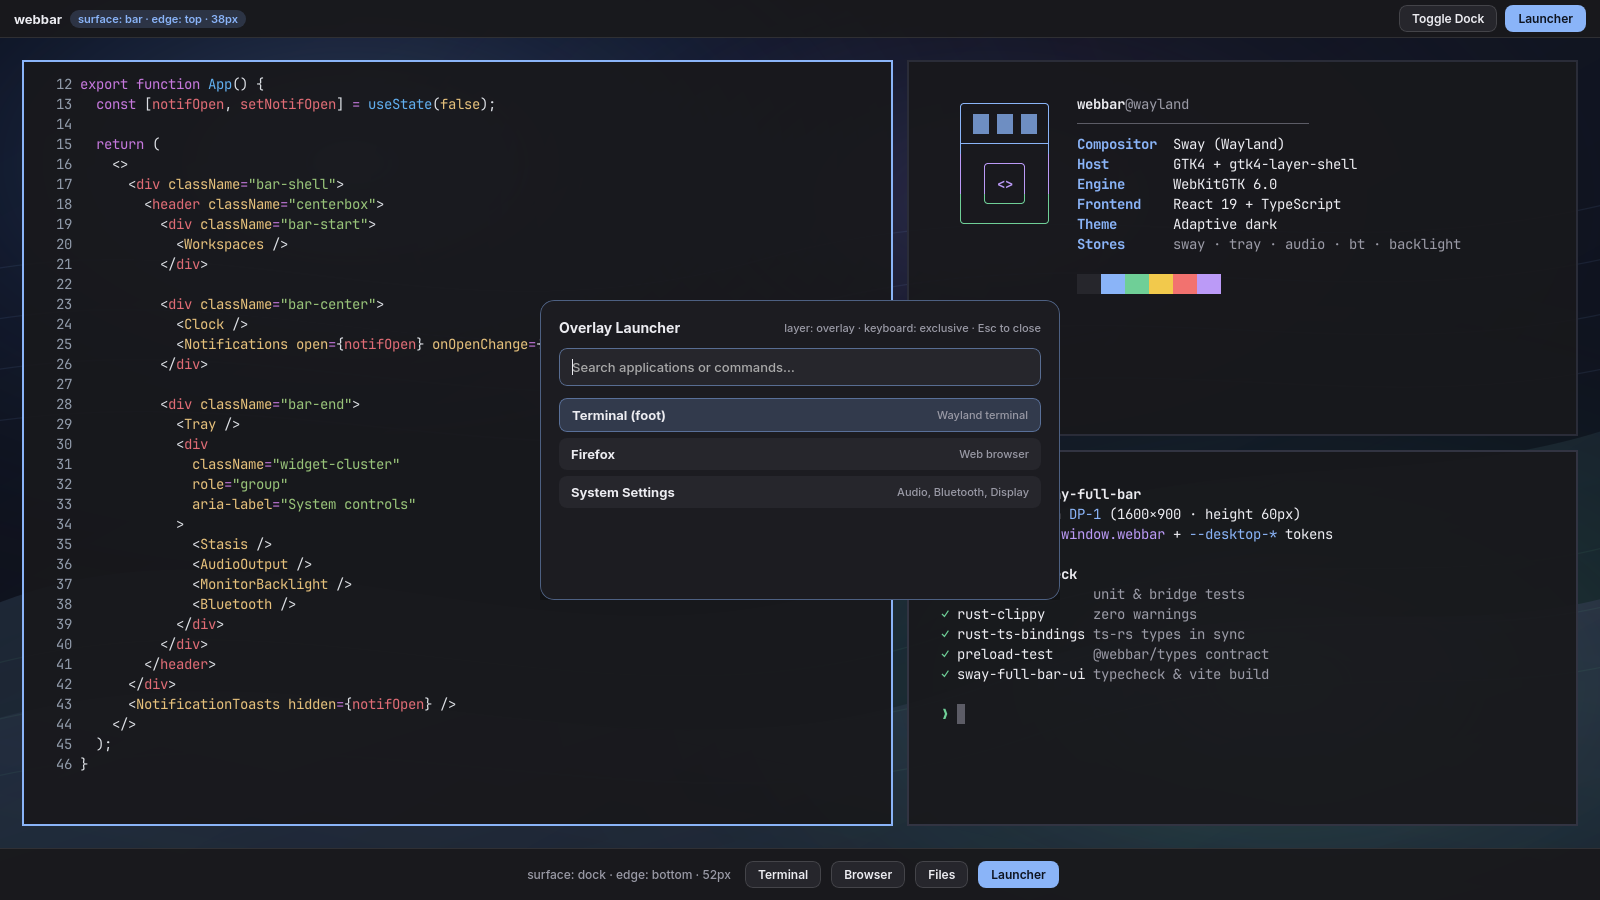 webbar surface: bar · edge: top · 38px Toggle Dock Launcher
12 export function App() {
13 const [notifOpen, setNotifOpen] = useState(false);
14
15 return (
16 <>
17 <div className="bar-shell">
18 <header className="centerbox">
19 <div className="bar-start">
20 <Workspaces />
21 </div>
22
23 <div className="bar-center">
24 <Clock />
25 <Notifications open={notifOpen} onOpenChange=
26 </div>
27
28 <div className="bar-end">
29 <Tray />
30 <div
31 className="widget-cluster"
32 role="group"
33 aria-label="System controls"
34 >
35 <Stasis />
36 <AudioOutput />
37 <MonitorBacklight />
38 <Bluetooth />
39 </div>
40 </div>
41 </header>
42 </div>
43 <NotificationToasts hidden={notifOpen} />
44 </>
45 );
46 }
<>
webbar@wayland
Compositor Sway (Wayland)
Host GTK4 + gtk4-layer-shell
Engine WebKitGTK 6.0
Frontend React 19 + TypeScript
Theme Adaptive dark
Stores sway · tray · audio · bt · backlight
Overlay Launcher layer: overlay · keyboard: exclusive · Esc to close
Search applications or commands...
Terminal (foot) Wayland terminal
Firefox Web browser
System Settings Audio, Bluetooth, Display
y-full-bar
DP-1 (1600×900 · height 60px)
window.webbar + --desktop-* tokens
ck
unit & bridge tests
✓ rust-clippy zero warnings
✓ rust-ts-bindings ts-rs types in sync
✓ preload-test @webbar/types contract
✓ sway-full-bar-ui typecheck & vite build
❯
surface: dock · edge: bottom · 52px Terminal Browser Files Launcher